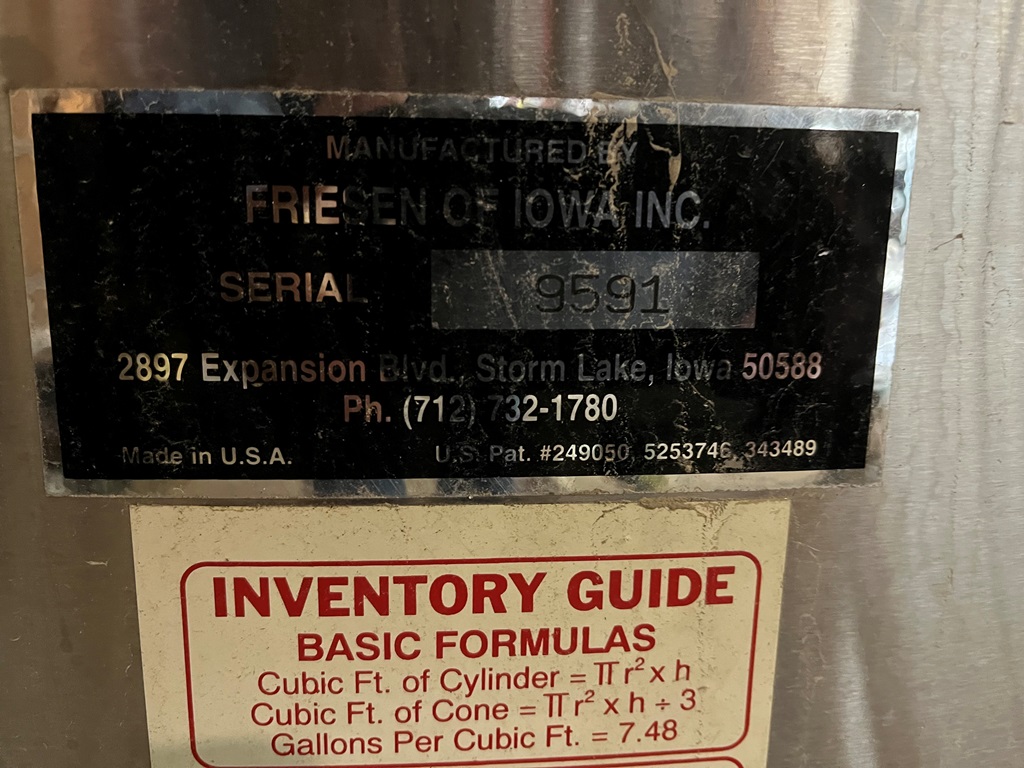 MANUFACTURED BY
FRIESEN OF IOWA INC.
SERIAL 9591
2897 Expansion Blvd., Storm Lake, Iowa 50588
Ph. (712) 732-1780
Made in U.S.A. U.S. Pat. #249050, 5253746, 343489
INVENTORY GUIDE
BASIC FORMULAS
Cubic Ft. of Cylinder = π r² x h
Cubic Ft. of Cone = π r² x h ÷ 3
Gallons Per Cubic Ft. = 7.48